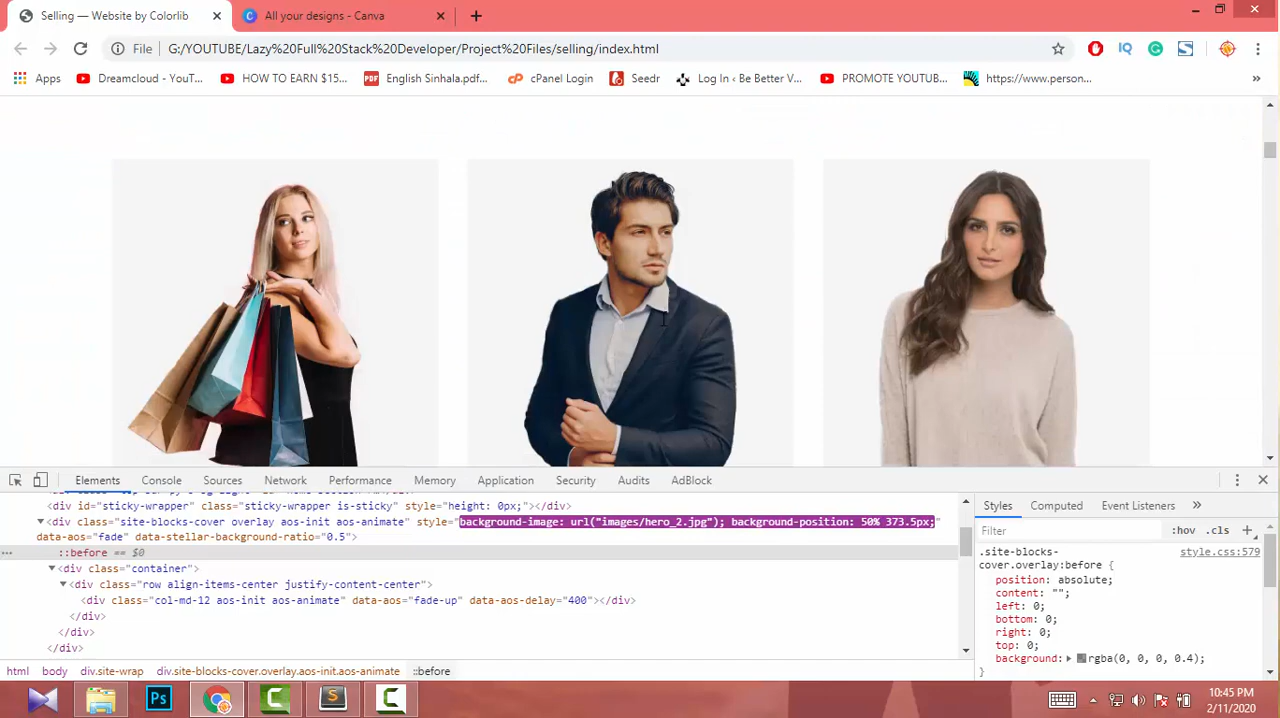 Selling — Website by Colorlib
All your designs - Canva
File
G:/YOUTUBE/Lazy%20Full%20Stack%20Developer/Project%20Files/selling/index.html
Apps
Dreamcloud - YouT...
HOW TO EARN $15...
English Sinhala.pdf...
cPanel Login
Seedr
Log In ‹ Be Better V...
PROMOTE YOUTUB...
https://www.person...
»
Elements Console Sources Network Performance Memory Application Security Audits AdBlock
<div id="sticky-wrapper" class="sticky-wrapper is-sticky" style="height: 0px;"></div>
<div class="site-blocks-cover overlay aos-init aos-animate" style="background-image: url("images/hero_2.jpg"); background-position: 50% 373.5px;"
data-aos="fade" data-stellar-background-ratio="0.5">
::before == $0
<div class="container">
<div class="row align-items-center justify-content-center">
<div class="col-md-12 aos-init aos-animate" data-aos="fade-up" data-aos-delay="400"></div>
</div>
</div>
</div>
html body div.site-wrap div.site-blocks-cover.overlay.aos-init.aos-animate ::before
Styles Computed Event Listeners »
Filter :hov .cls +
.site-blocks- style.css:579
cover.overlay:before {
position: absolute;
content: "";
left: 0;
bottom: 0;
right: 0;
top: 0;
background: rgba(0, 0, 0, 0.4);
}
Ps
10:45 PM
2/11/2020